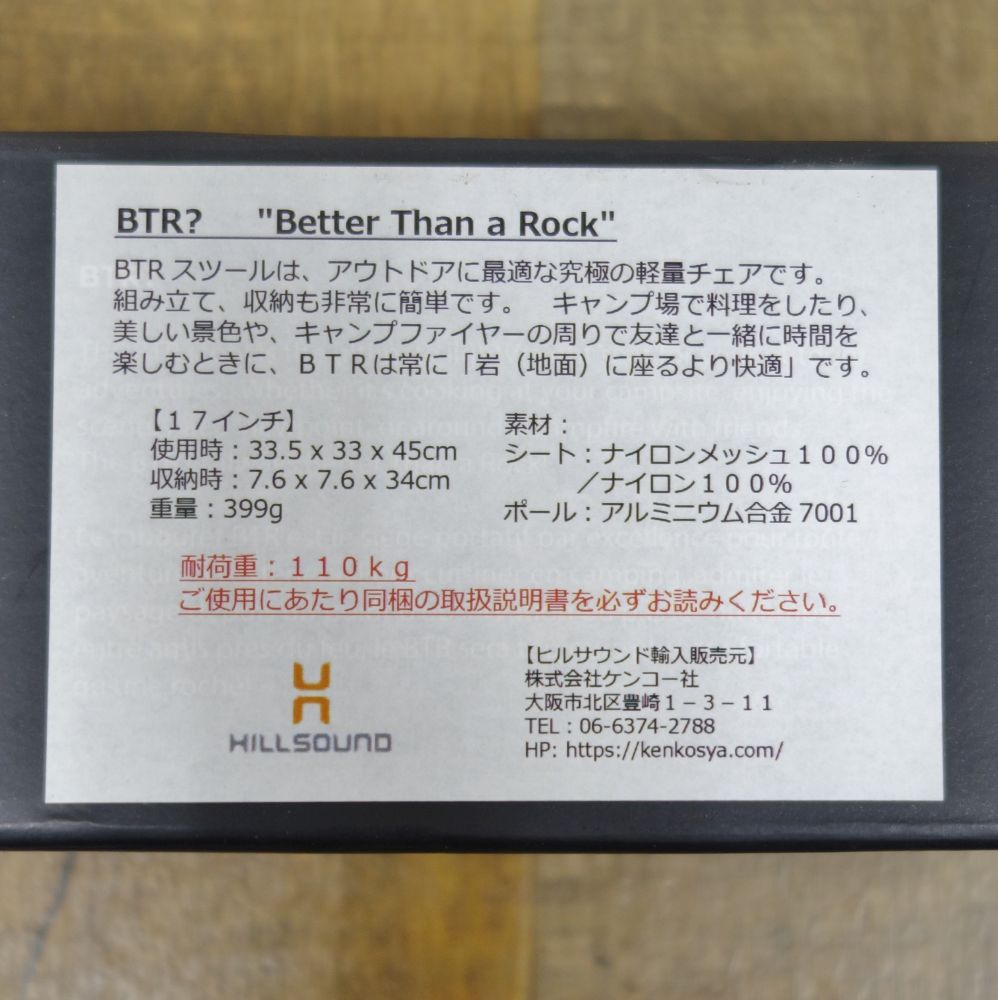 BTR? "Better Than a Rock"
BTR スツールは、アウトドアに最適な究極の軽量チェアです。
組み立て、収納も非常に簡単です。 キャンプ場で料理をしたり、
美しい景色や、キャンプファイヤーの周りで友達と一緒に時間を
楽しむときに、ＢＴＲは常に「岩（地面）に座るより快適」です。
【１７インチ】
使用時：33.5 x 33 x 45cm
収納時：7.6 x 7.6 x 34cm
重量：399g
素材：
シート：ナイロンメッシュ１００％
／ナイロン１００％
ポール：アルミニウム合金 7001
耐荷重：１１０ｋｇ
ご使用にあたり同梱の取扱説明書を必ずお読みください。
HILLSOUND
【ヒルサウンド輸入販売元】
株式会社ケンコー社
大阪市北区豊崎１－３－１１
TEL：06-6374-2788
HP: https://kenkosya.com/